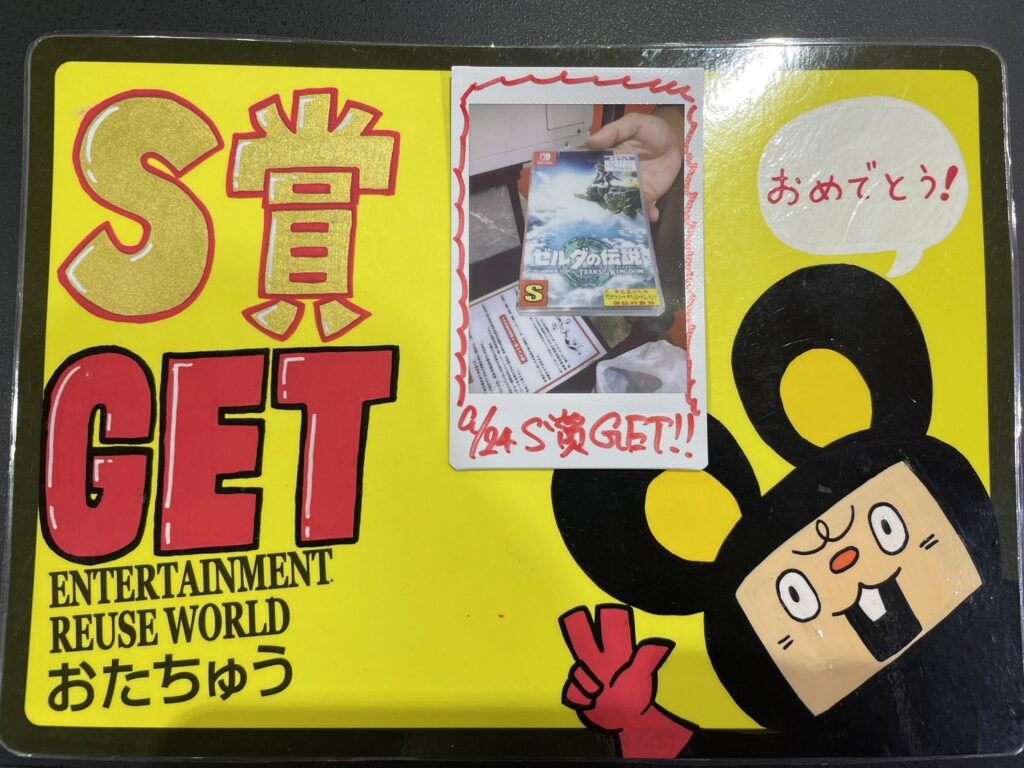 S賞
GET
ENTERTAINMENT
REUSE WORLD
おたちゅう
ゼルダの伝説
TEARS OF THE KINGDOM
S
9/24 S賞GET!!
おめでとう!